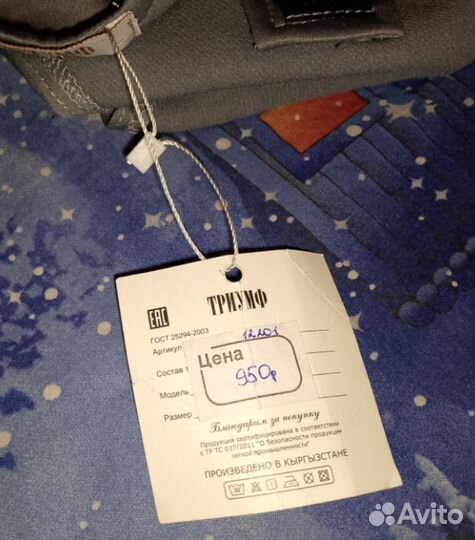 EAC
ТРИУМФ
ГОСТ 25294-2003
Артикул 12201
Цена
Состав
950р
Модель
Размер
Благодарим за покупку
Продукция сертифицирована в соответствии
с ТР ТС 017/2011 "О безопасности продукции
легкой промышленности"
ПРОИЗВЕДЕНО В КЫРГЫЗСТАНЕ
Avito